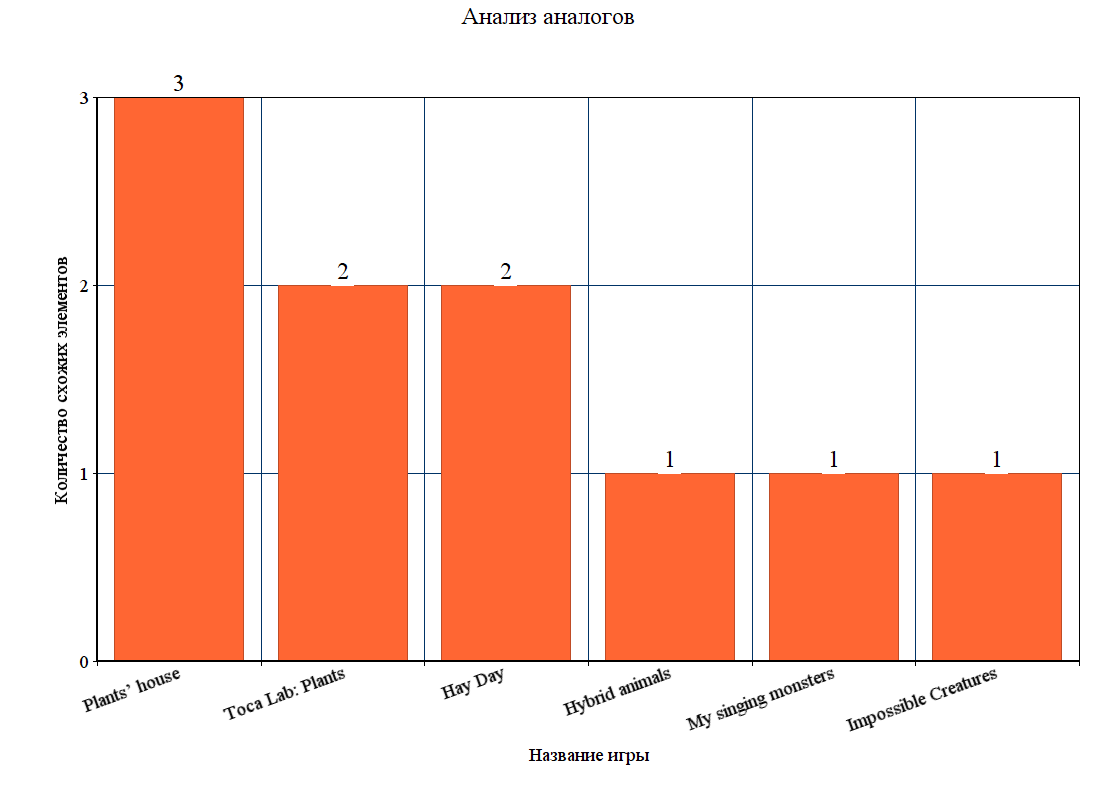 Анализ аналогов
3
3
2
2
2
1
1
1
1
0
Количество схожих элементов
Plants’ house
Toca Lab: Plants
Hay Day
Hybrid animals
My singing monsters
Impossible Creatures
Название игры